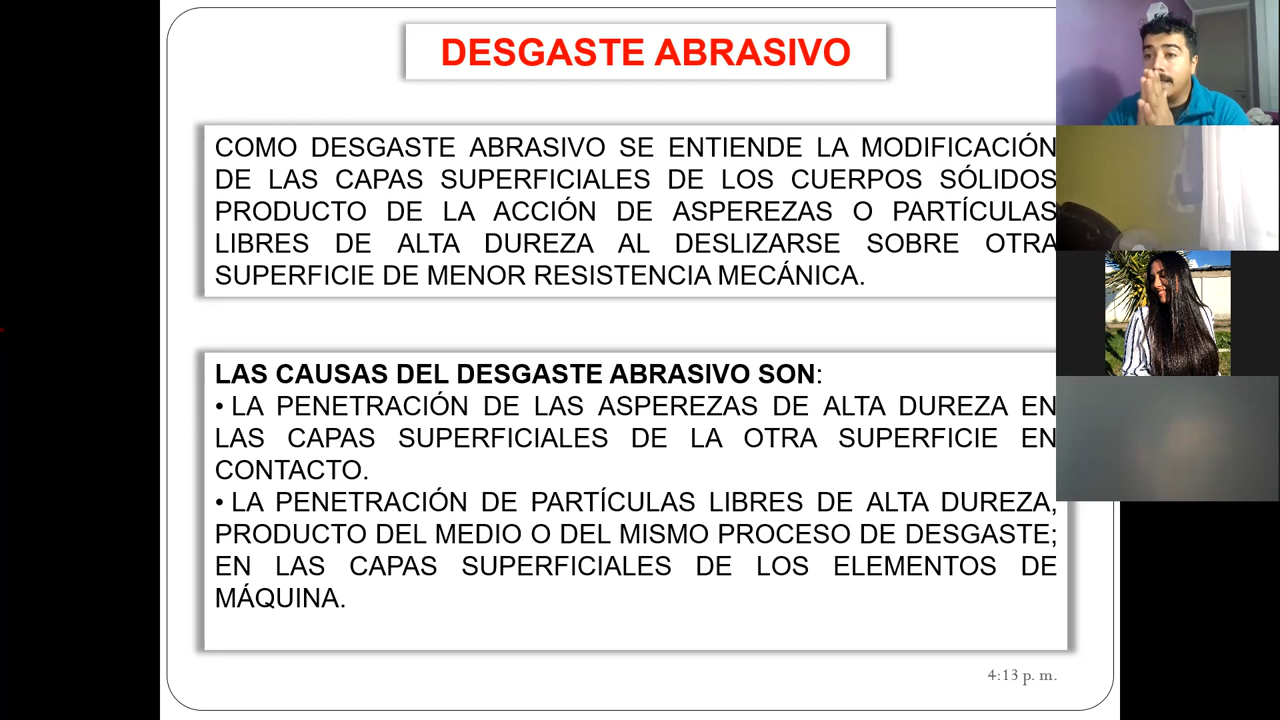 DESGASTE ABRASIVO
COMO DESGASTE ABRASIVO SE ENTIENDE LA MODIFICACIÓN
DE LAS CAPAS SUPERFICIALES DE LOS CUERPOS SÓLIDOS
PRODUCTO DE LA ACCIÓN DE ASPEREZAS O PARTÍCULAS
LIBRES DE ALTA DUREZA AL DESLIZARSE SOBRE OTRA
SUPERFICIE DE MENOR RESISTENCIA MECÁNICA.
LAS CAUSAS DEL DESGASTE ABRASIVO SON:
• LA PENETRACIÓN DE LAS ASPEREZAS DE ALTA DUREZA EN
LAS CAPAS SUPERFICIALES DE LA OTRA SUPERFICIE EN
CONTACTO.
• LA PENETRACIÓN DE PARTÍCULAS LIBRES DE ALTA DUREZA,
PRODUCTO DEL MEDIO O DEL MISMO PROCESO DE DESGASTE;
EN LAS CAPAS SUPERFICIALES DE LOS ELEMENTOS DE
MÁQUINA.
4:13 p. m.